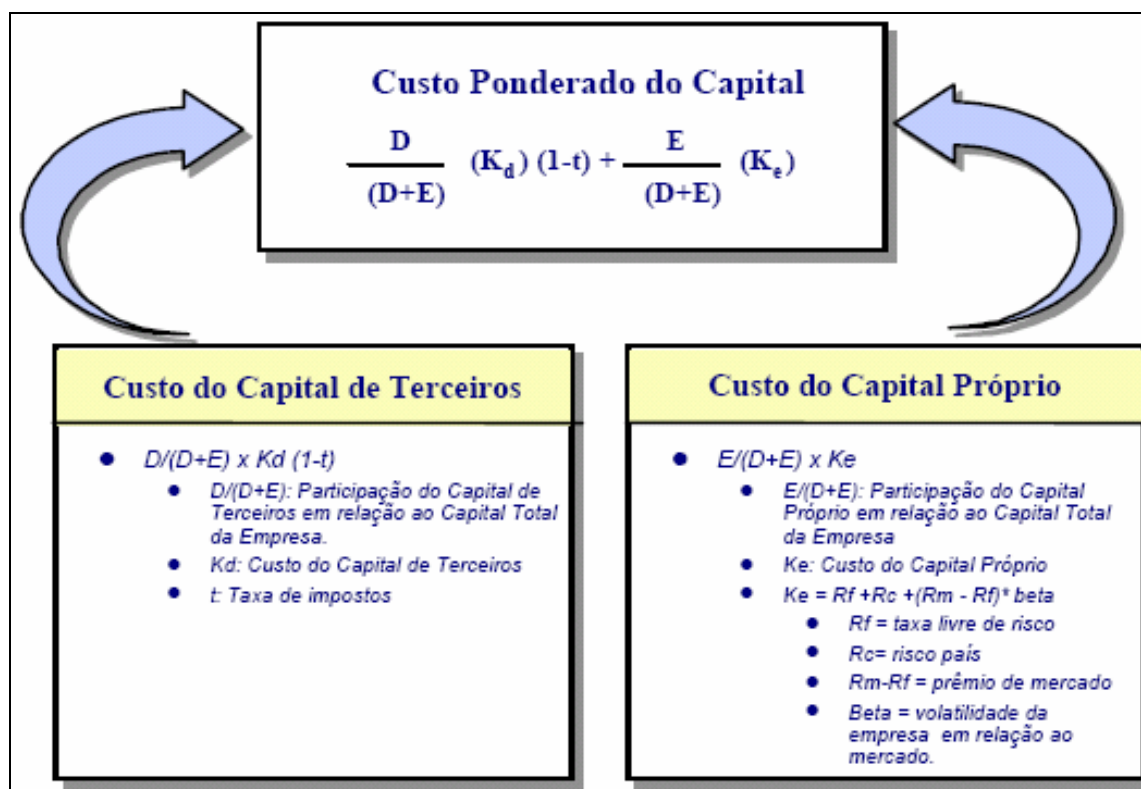 Custo Ponderado do Capital
D/(D+E) (Kd) (1-t) + E/(D+E) (Ke)
Custo do Capital de Terceiros
• D/(D+E) x Kd (1-t)
• D/(D+E): Participação do Capital de
Terceiros em relação ao Capital Total
da Empresa.
• Kd: Custo do Capital de Terceiros
• t: Taxa de impostos
Custo do Capital Próprio
• E/(D+E) x Ke
• E/(D+E): Participação do Capital
Próprio em relação ao Capital Total
da Empresa
• Ke: Custo do Capital Próprio
• Ke = Rf +Rc +(Rm - Rf)* beta
• Rf = taxa livre de risco
• Rc= risco país
• Rm-Rf = prêmio de mercado
• Beta = volatilidade da
empresa em relação ao
mercado.